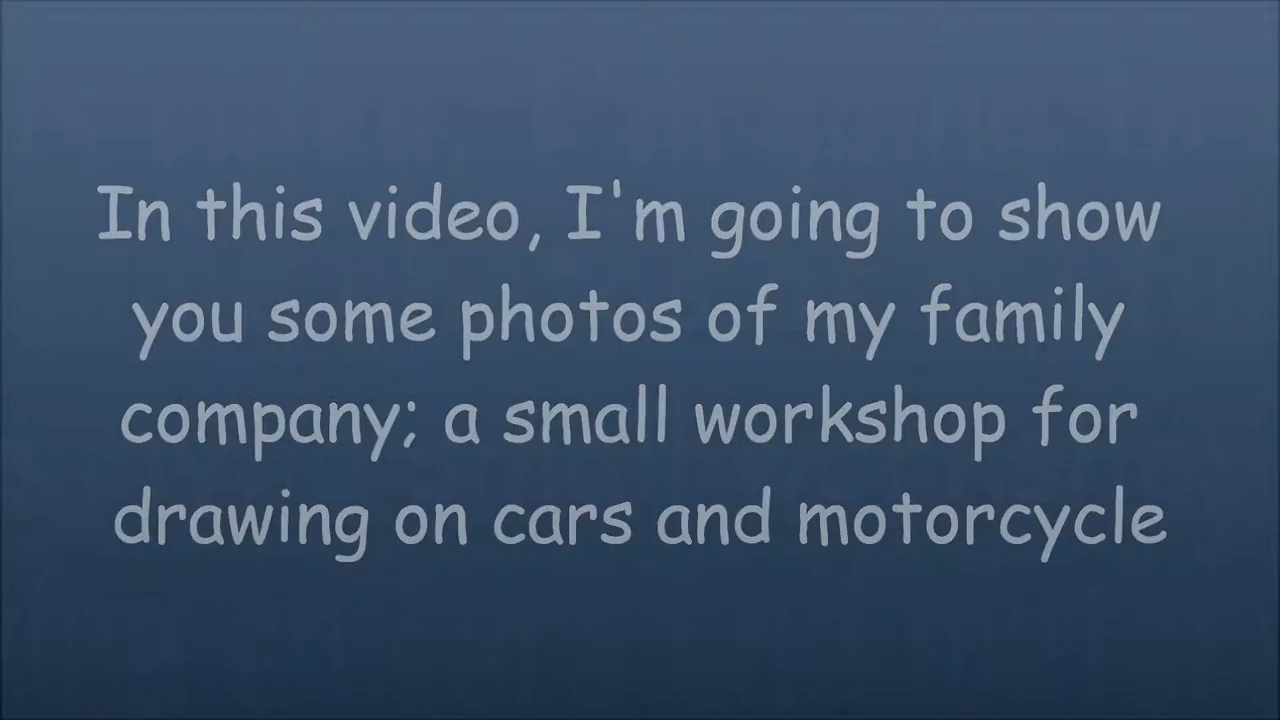 In this video, I'm going to show
you some photos of my family
company; a small workshop for
drawing on cars and motorcycle